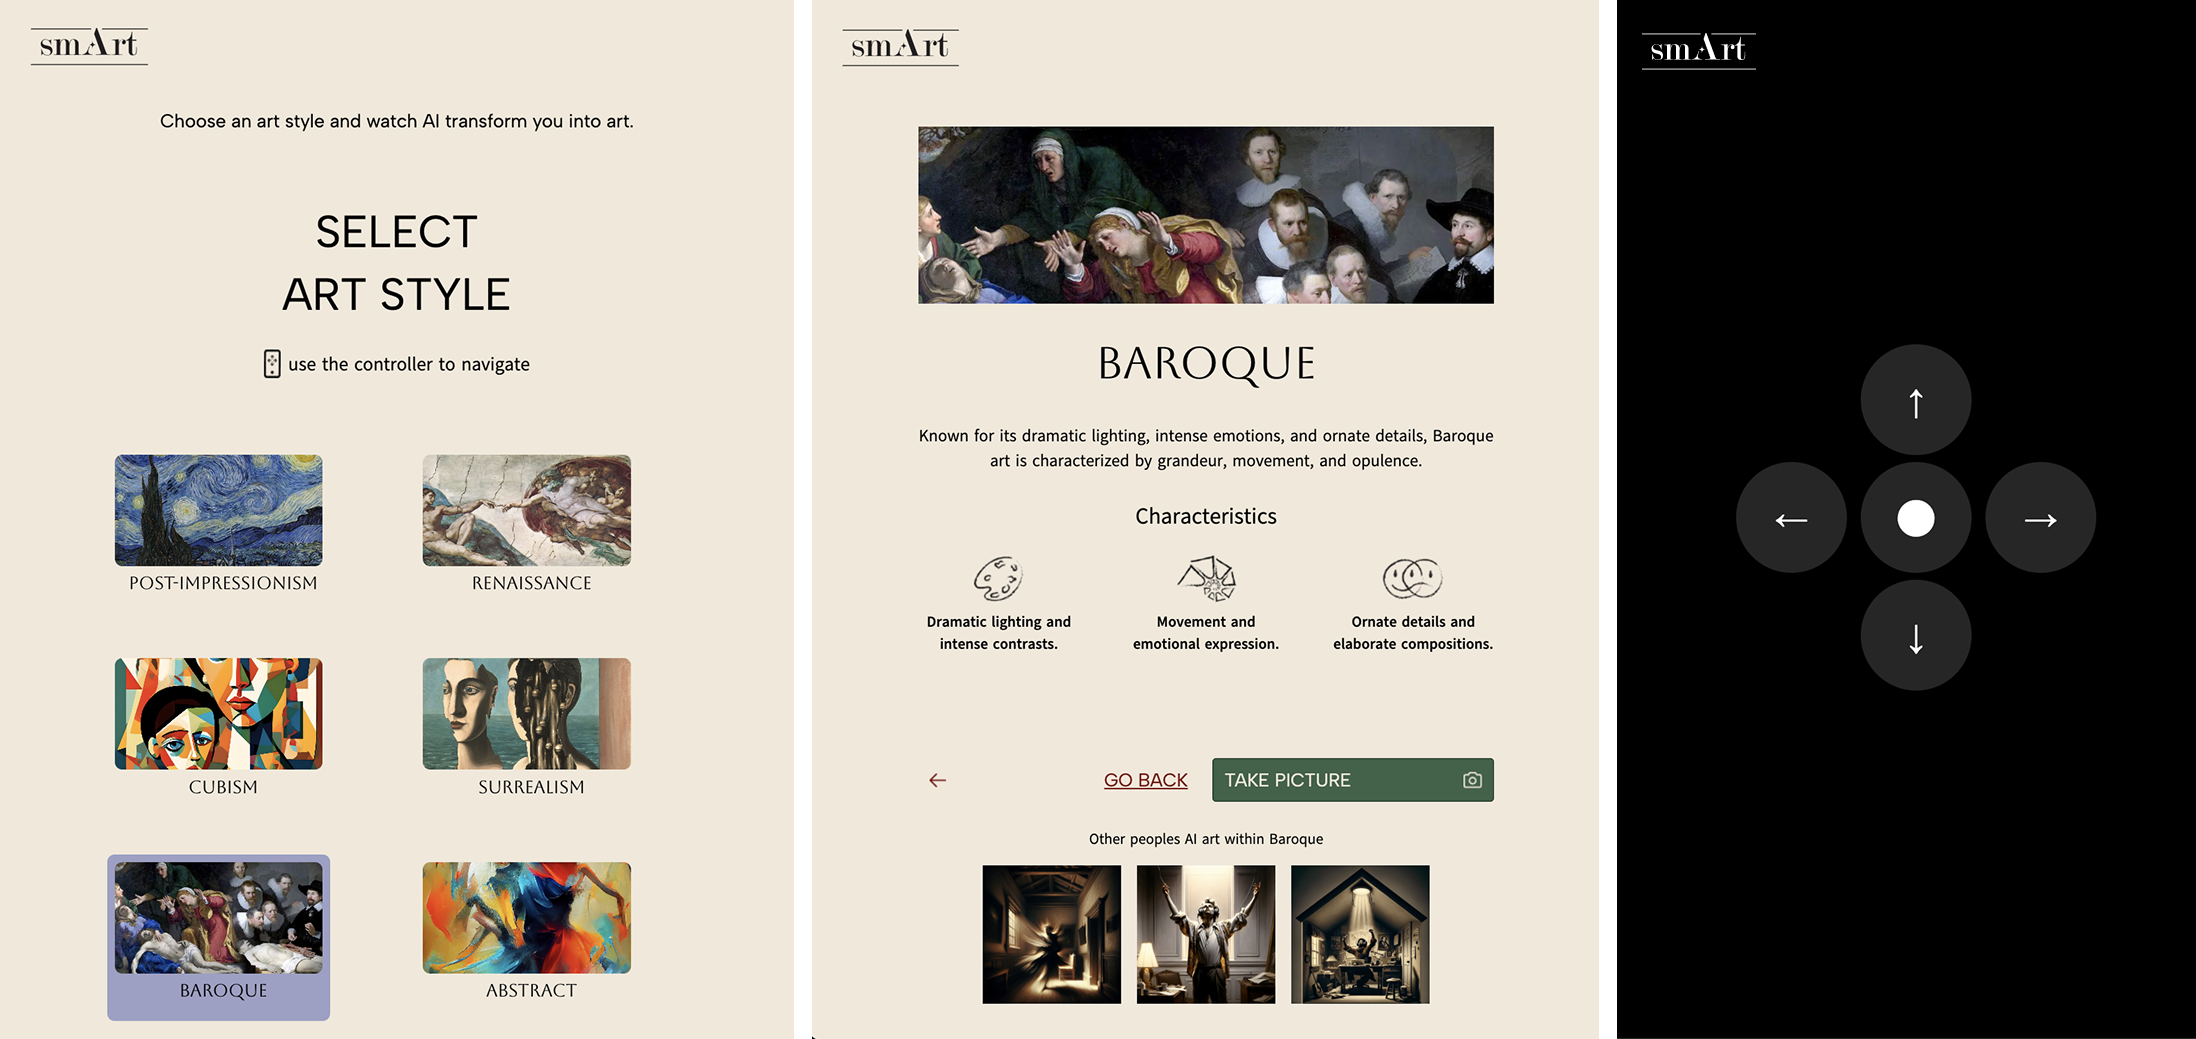 smArt
Choose an art style and watch AI transform you into art.
SELECT
ART STYLE
use the controller to navigate
POST-IMPRESSIONISM
RENAISSANCE
CUBISM
SURREALISM
BAROQUE
ABSTRACT
smArt
BAROQUE
Known for its dramatic lighting, intense emotions, and ornate details, Baroque
art is characterized by grandeur, movement, and opulence.
Characteristics
Dramatic lighting and
intense contrasts.
Movement and
emotional expression.
Ornate details and
elaborate compositions.
← GO BACK
TAKE PICTURE
Other peoples AI art within Baroque
smArt
↑
← →
↓